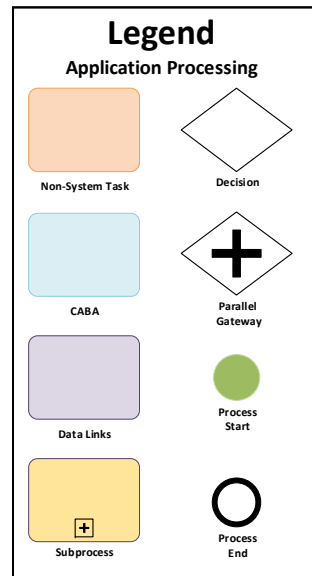 Legend
Application Processing
Non-System Task
Decision
CABA
Parallel
Gateway
Data Links
Process
Start
Subprocess
Process
End